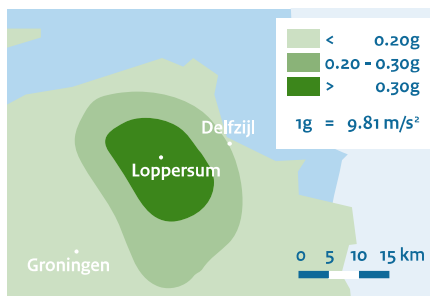 < 0.20g
0.20 - 0.30g
> 0.30g
1g = 9.81 m/s²
Delfzijl
Loppersum
Groningen
0 5 10 15 km